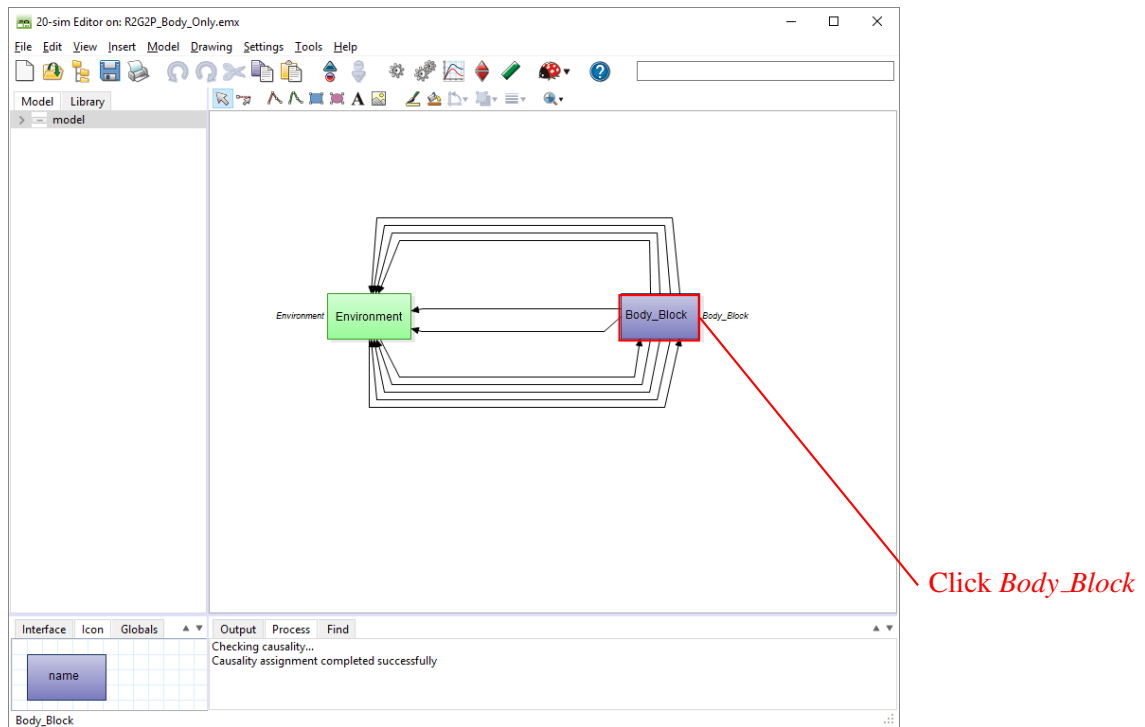 20-sim Editor on: R2G2P_Body_Only.emx
File Edit View Insert Model Drawing Settings Tools Help
Model Library
A
model
Environment
Environment
Body_Block
Body_Block
Click Body_Block
Interface Icon Globals
Output Process Find
Checking causality...
Causality assignment completed successfully
name
Body_Block